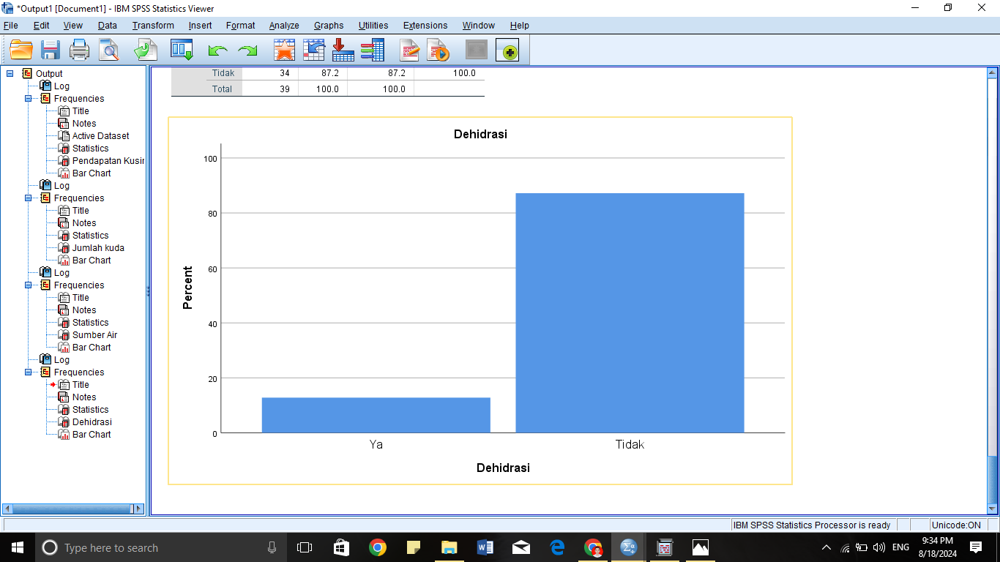 *Output1 [Document1] - IBM SPSS Statistics Viewer
File Edit View Data Transform Insert Format Analyze Graphs Utilities Extensions Window Help
Output
Log
Frequencies
Title
Notes
Active Dataset
Statistics
Pendapatan Kusir
Bar Chart
Log
Frequencies
Title
Notes
Statistics
Jumlah kuda
Bar Chart
Log
Frequencies
Title
Notes
Statistics
Sumber Air
Bar Chart
Log
Frequencies
Title
Notes
Statistics
Dehidrasi
Bar Chart
Tidak 34 87.2 87.2 100.0
Total 39 100.0 100.0
Dehidrasi
Percent
100
80
60
40
20
0
Ya Tidak
Dehidrasi
IBM SPSS Statistics Processor is ready Unicode:ON
Type here to search
ENG
9:34 PM
8/18/2024